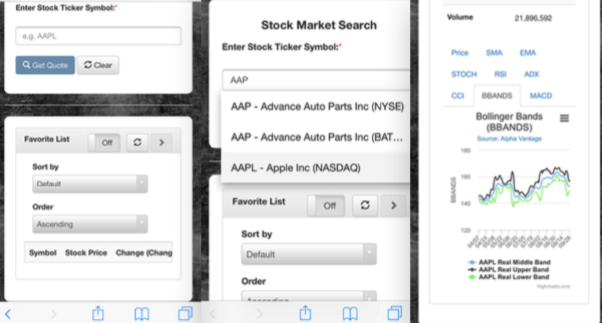 Enter Stock Ticker Symbol:*
e.g. AAPL
Get Quote
Clear
Favorite List
Off
Sort by
Default
Order
Ascending
Symbol Stock Price Change (Chang
Stock Market Search
Enter Stock Ticker Symbol:*
AAP
AAP - Advance Auto Parts Inc (NYSE)
AAP - Advance Auto Parts Inc (BAT...
AAPL - Apple Inc (NASDAQ)
Favorite List
Off
Sort by
Default
Order
Ascending
Volume 21,896,592
Price SMA EMA
STOCH RSI ADX
CCI BBANDS MACD
Bollinger Bands
(BBANDS)
Source: Alpha Vantage
BBANDS
180
160
140
120
AAPL Real Middle Band
AAPL Real Upper Band
AAPL Real Lower Band
Highcharts.com